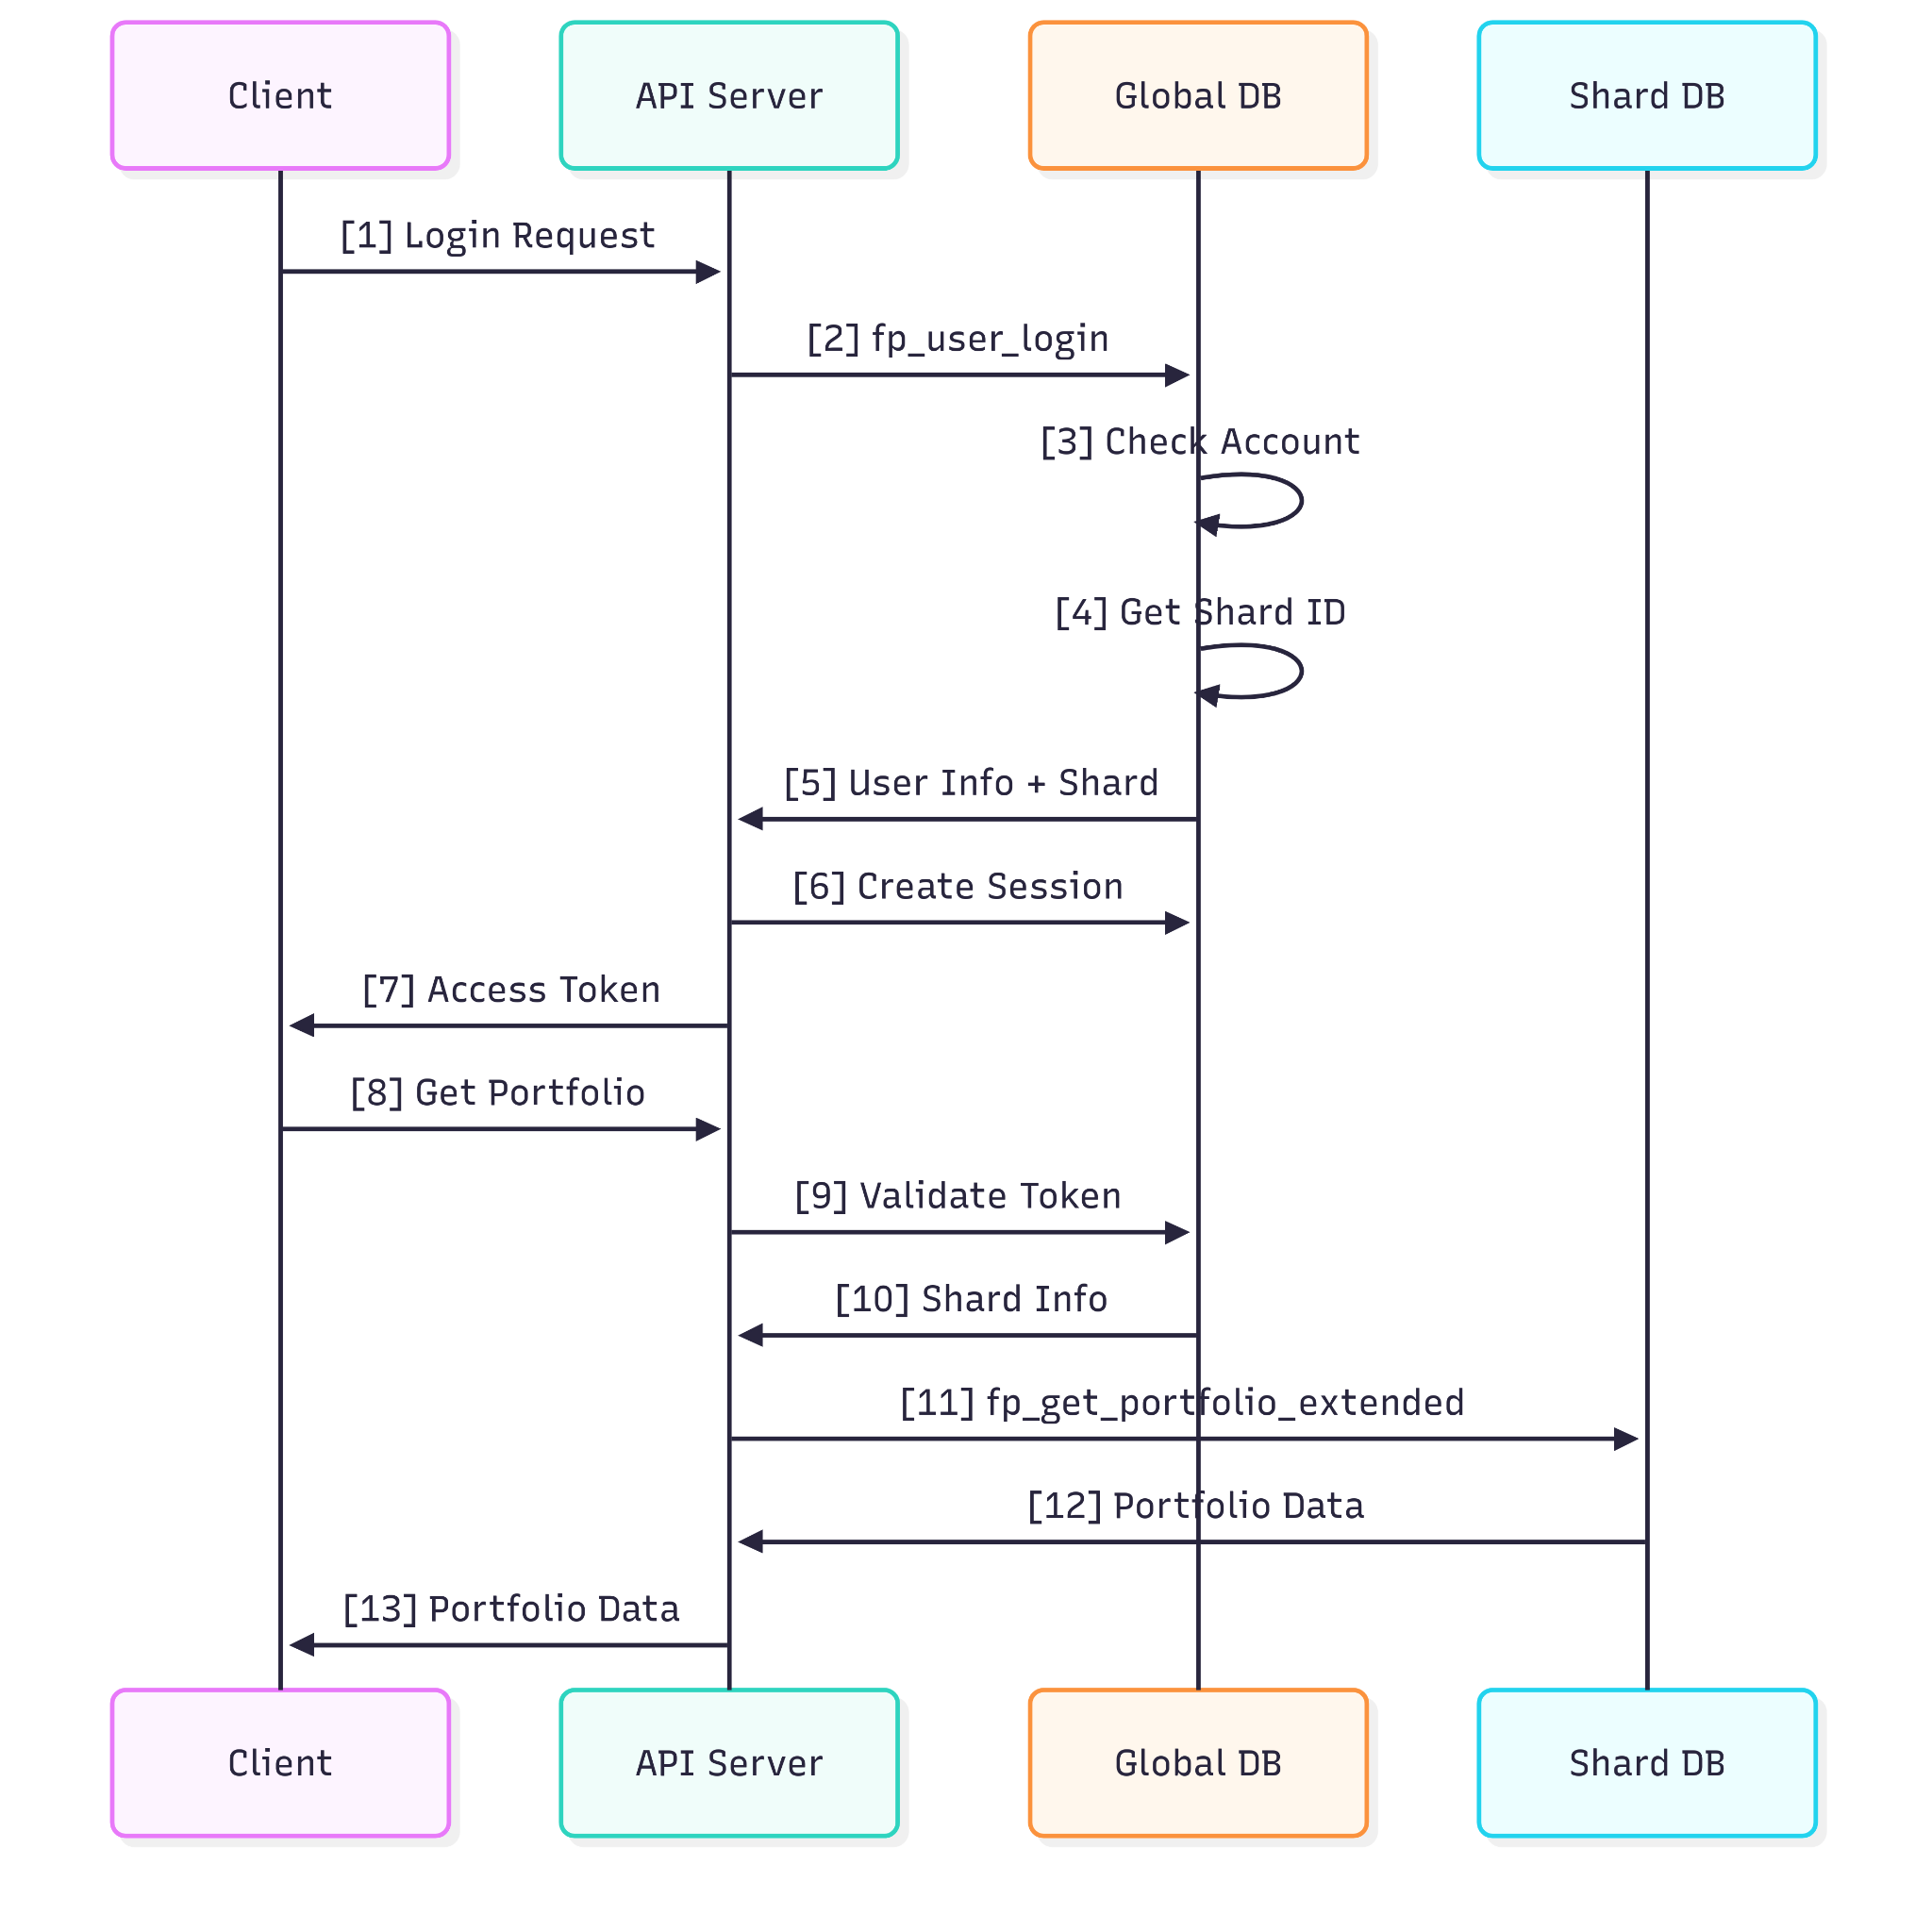 Client
API Server
Global DB
Shard DB
[1] Login Request
[2] fp_user_login
[3] Check Account
[4] Get Shard ID
[5] User Info + Shard
[6] Create Session
[7] Access Token
[8] Get Portfolio
[9] Validate Token
[10] Shard Info
[11] fp_get_portfolio_extended
[12] Portfolio Data
[13] Portfolio Data
Client
API Server
Global DB
Shard DB